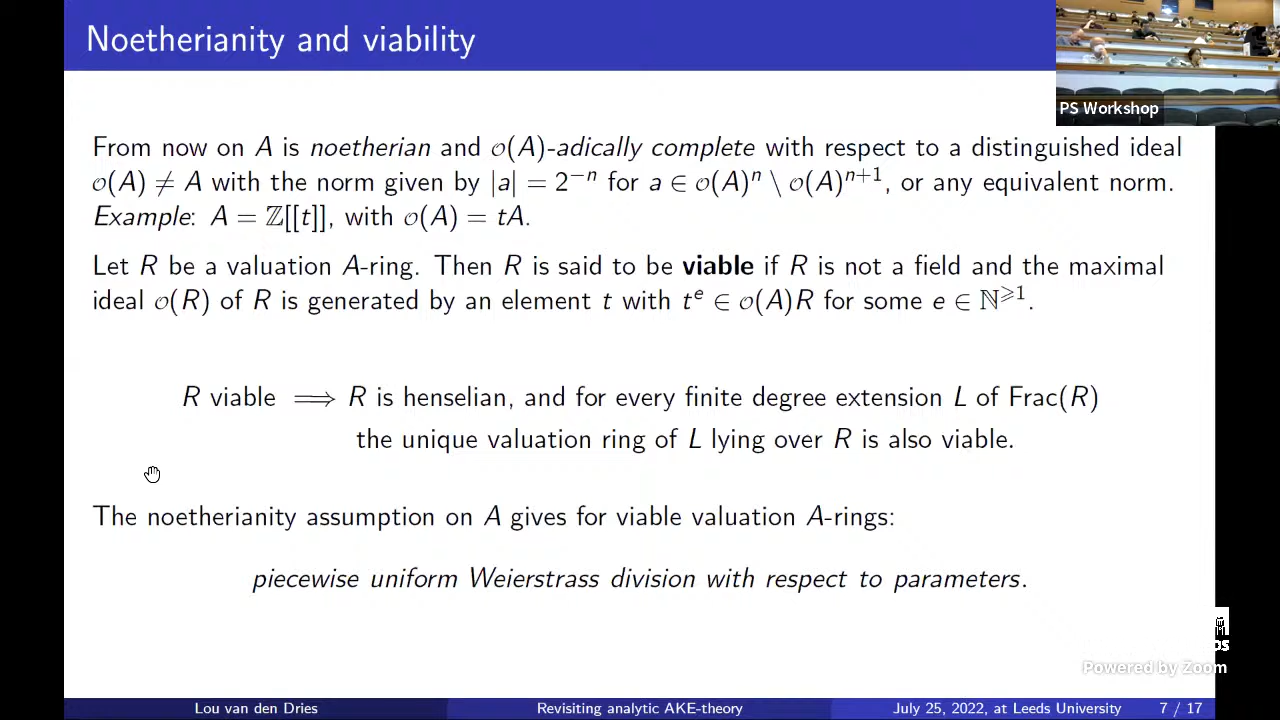 Noetherianity and viability
PS Workshop
From now on A is noetherian and 𝒪(A)-adically complete with respect to a distinguished ideal
𝒪(A) ≠ A with the norm given by |a| = 2⁻ⁿ for a ∈ 𝒪(A)ⁿ \ 𝒪(A)ⁿ⁺¹, or any equivalent norm.
Example: A = ℤ[[t]], with 𝒪(A) = tA.
Let R be a valuation A-ring. Then R is said to be viable if R is not a field and the maximal
ideal 𝒪(R) of R is generated by an element t with tᵉ ∈ 𝒪(A)R for some e ∈ ℕ^⩾1.
R viable ⟹ R is henselian, and for every finite degree extension L of Frac(R)
the unique valuation ring of L lying over R is also viable.
The noetherianity assumption on A gives for viable valuation A-rings:
piecewise uniform Weierstrass division with respect to parameters.
Powered by Zoom
Lou van den Dries Revisiting analytic AKE-theory July 25, 2022, at Leeds University 7 / 17